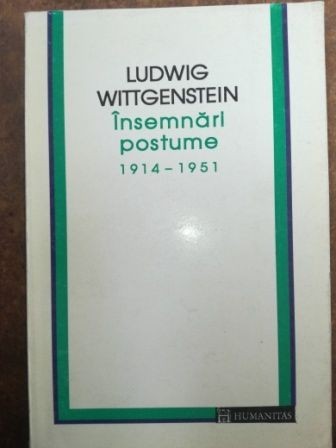 LUDWIG
WITTGENSTEIN
Însemnări
postume
1914 – 1951
HUMANITAS